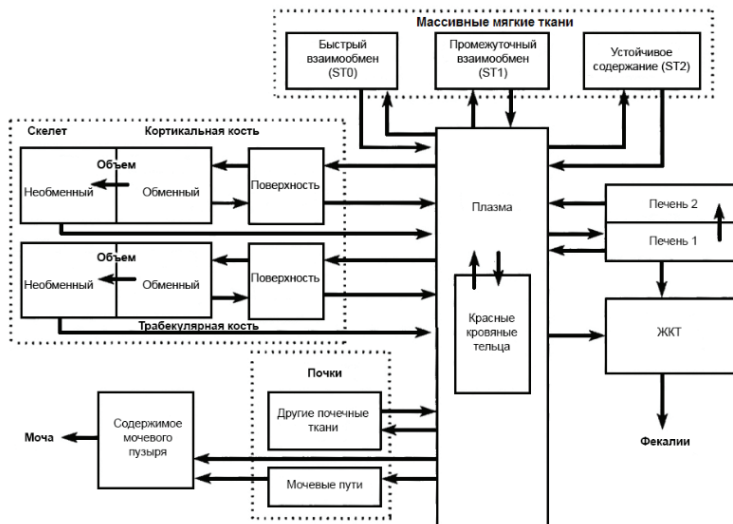 Массивные мягкие ткани
Быстрый
взаимообмен
(ST0)
Промежуточный
взаимообмен
(ST1)
Устойчивое
содержание (ST2)
Скелет
Кортикальная кость
Объем
Необменный
Обменный
Поверхность
Плазма
Печень 2
Печень 1
Объем
Необменный
Обменный
Поверхность
Трабекулярная кость
Красные
кровяные
тельца
ЖКТ
Почки
Другие почечные
ткани
Содержимое
мочевого
пузыря
Моча
Мочевые пути
Фекалии